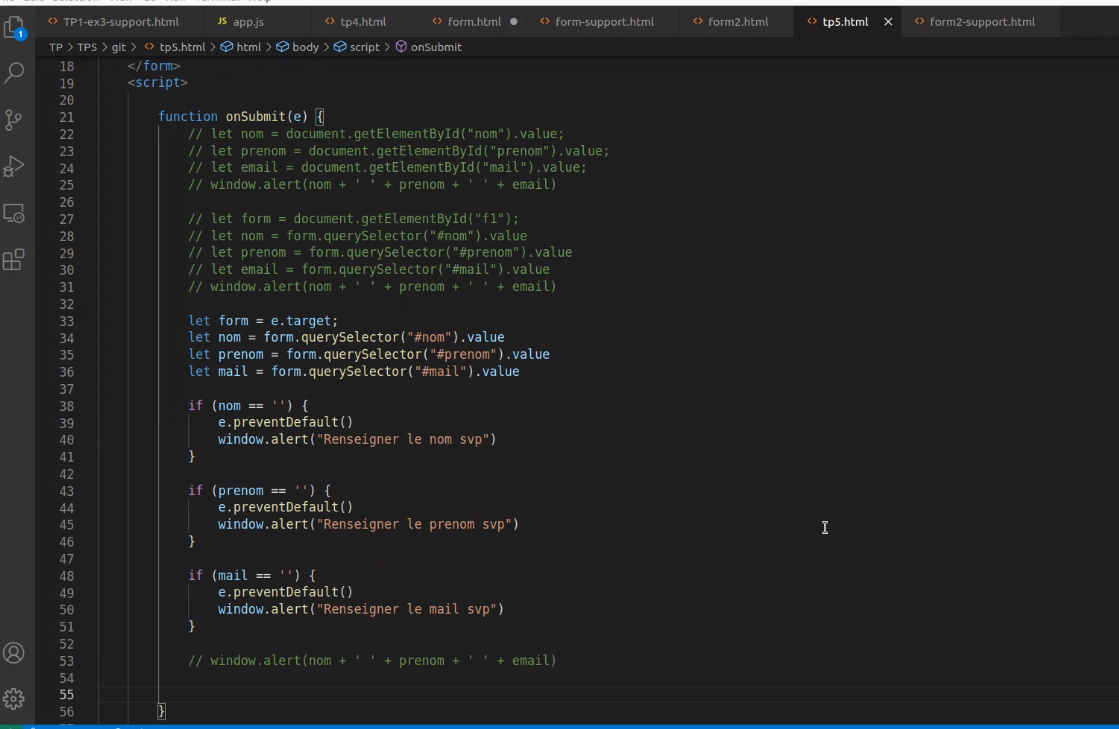 TP1-ex3-support.html JS app.js <> tp4.html <> form.html <> form-support.html <> form2.html <> tp5.html <> form2-support.html
1
TP > TP5 > git > <> tp5.html > html > body > script > onSubmit
18 </form>
19 <script>
20
21 function onSubmit(e) {
22 // let nom = document.getElementById("nom").value;
23 // let prenom = document.getElementById("prenom").value;
24 // let email = document.getElementById("mail").value;
25 // window.alert(nom + ' ' + prenom + ' ' + email)
26
27 // let form = document.getElementById("f1");
28 // let nom = form.querySelector("#nom").value
29 // let prenom = form.querySelector("#prenom").value
30 // let email = form.querySelector("#mail").value
31 // window.alert(nom + ' ' + prenom + ' ' + email)
32
33 let form = e.target;
34 let nom = form.querySelector("#nom").value
35 let prenom = form.querySelector("#prenom").value
36 let mail = form.querySelector("#mail").value
37
38 if (nom == '') {
39 e.preventDefault()
40 window.alert("Renseigner le nom svp")
41 }
42
43 if (prenom == '') {
44 e.preventDefault()
45 window.alert("Renseigner le prenom svp")
46 }
47
48 if (mail == '') {
49 e.preventDefault()
50 window.alert("Renseigner le mail svp")
51 }
52
53 // window.alert(nom + ' ' + prenom + ' ' + email)
54
55
56 }